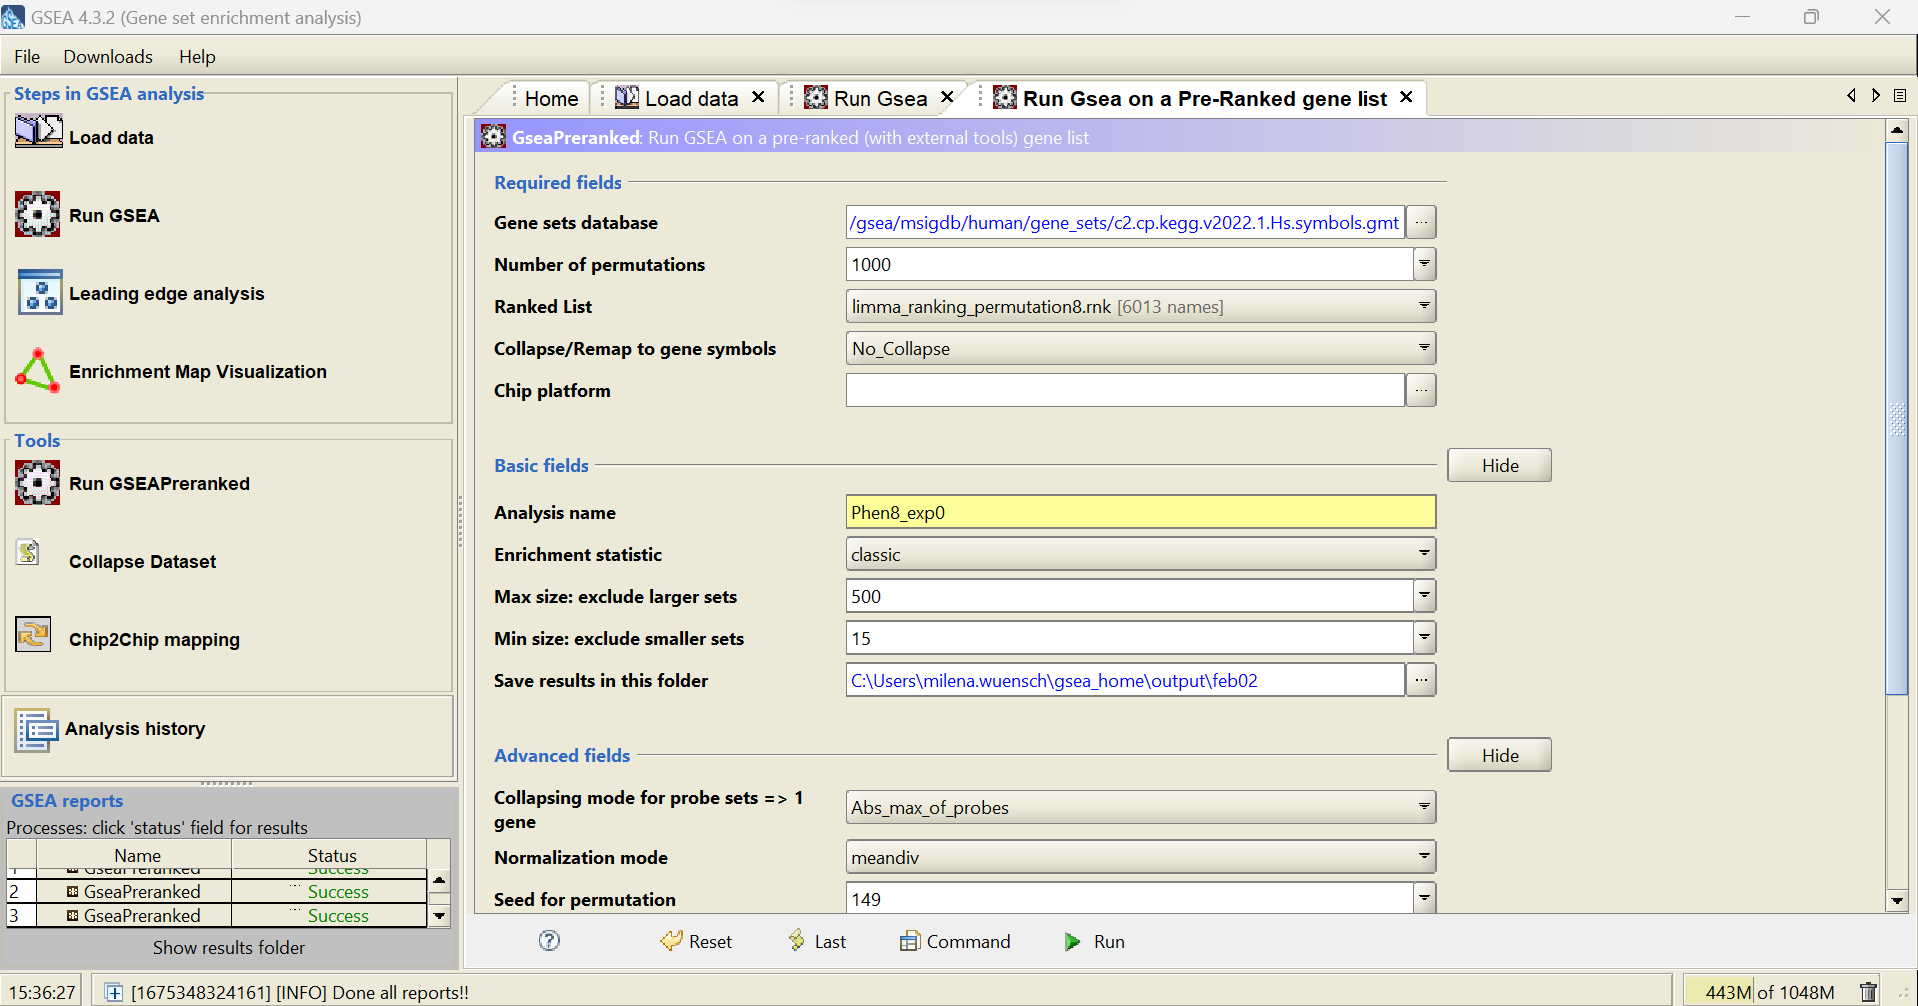 GSEA 4.3.2 (Gene set enrichment analysis)
File Downloads Help
Steps in GSEA analysis
Load data
Run GSEA
Leading edge analysis
Enrichment Map Visualization
Tools
Run GSEAPreranked
Collapse Dataset
Chip2Chip mapping
Analysis history
GSEA reports
Processes: click 'status' field for results
Name Status
1 GseaPreranked ... Success
2 GseaPreranked ... Success
3 GseaPreranked ... Success
Show results folder
Home Load data Run Gsea Run Gsea on a Pre-Ranked gene list
GseaPreranked: Run GSEA on a pre-ranked (with external tools) gene list
Required fields
Gene sets database /gsea/msigdb/human/gene_sets/c2.cp.kegg.v2022.1.Hs.symbols.gmt ...
Number of permutations 1000
Ranked List limma_ranking_permutation8.rnk [6013 names]
Collapse/Remap to gene symbols No_Collapse
Chip platform ...
Basic fields Hide
Analysis name Phen8_exp0
Enrichment statistic classic
Max size: exclude larger sets 500
Min size: exclude smaller sets 15
Save results in this folder C:\Users\milena.wuensch\gsea_home\output\feb02 ...
Advanced fields Hide
Collapsing mode for probe sets => 1
gene Abs_max_of_probes
Normalization mode meandiv
Seed for permutation 149
? Reset Last Command Run
15:36:27 [1675348324161] [INFO] Done all reports!! 443M of 1048M